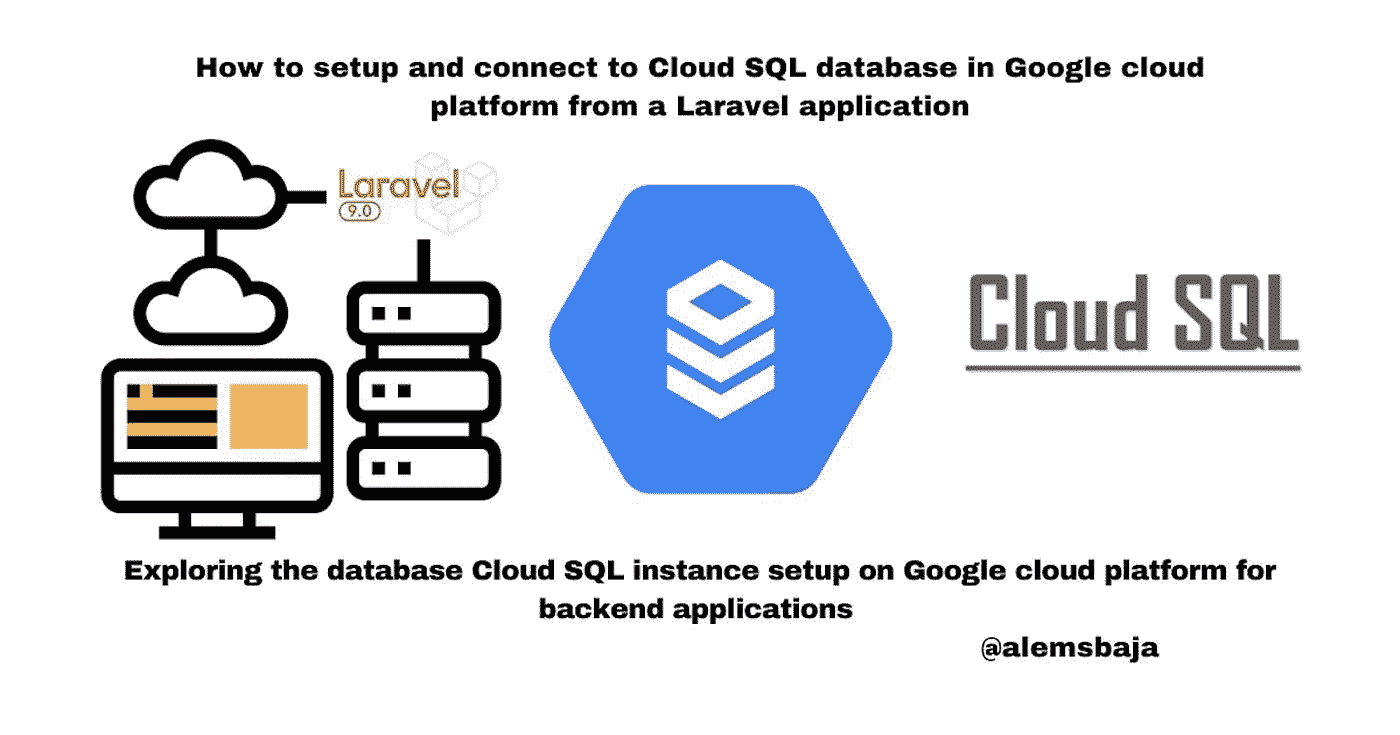 How to setup and connect to Cloud SQL database in Google cloud
platform from a Laravel application
Laravel
9.0
Cloud SQL
Exploring the database Cloud SQL instance setup on Google cloud platform for
backend applications
@alemsbaja